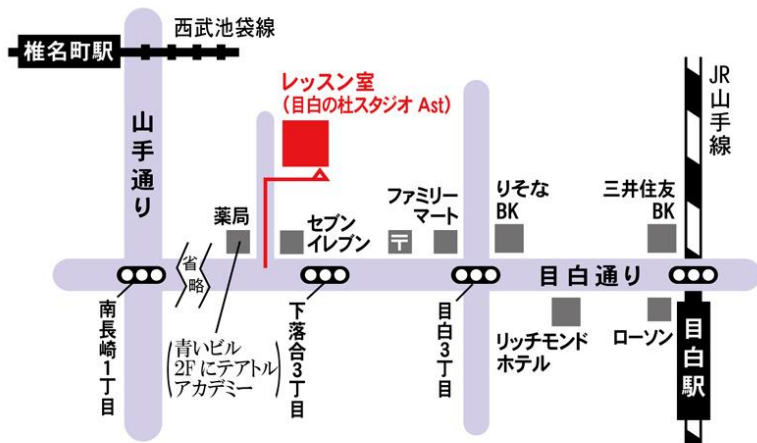 西武池袋線
椎名町駅
山手通り
レッスン室
(目白の杜スタジオ Ast)
JR山手線
薬局
セブン
イレブン
〒
ファミリー
マート
りそな
BK
三井住友
BK
省略
目白通り
南長崎1丁目
(青いビル
2Fにテアトル
アカデミー)
下落合3丁目
目白3丁目
リッチモンド
ホテル
ローソン
目白駅